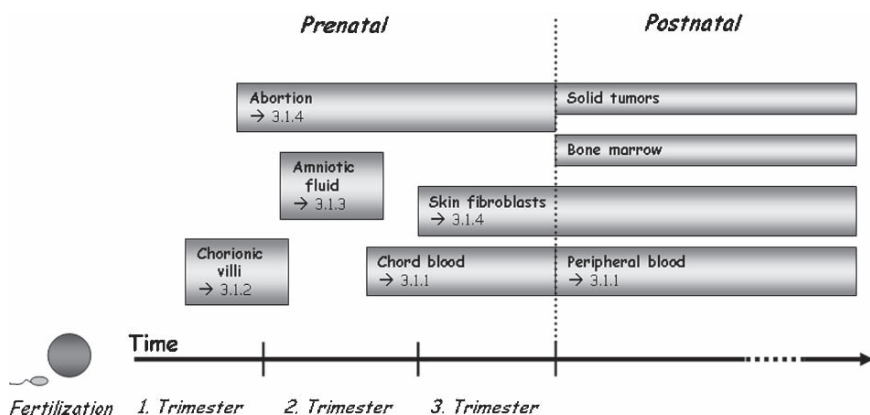 Prenatal
Postnatal
Abortion
→ 3.1.4
Solid tumors
Bone marrow
Amniotic
fluid
→ 3.1.3
Skin fibroblasts
→ 3.1.4
Chorionic
villi
→ 3.1.2
Chord blood
→ 3.1.1
Peripheral blood
→ 3.1.1
Time
Fertilization
1. Trimester
2. Trimester
3. Trimester